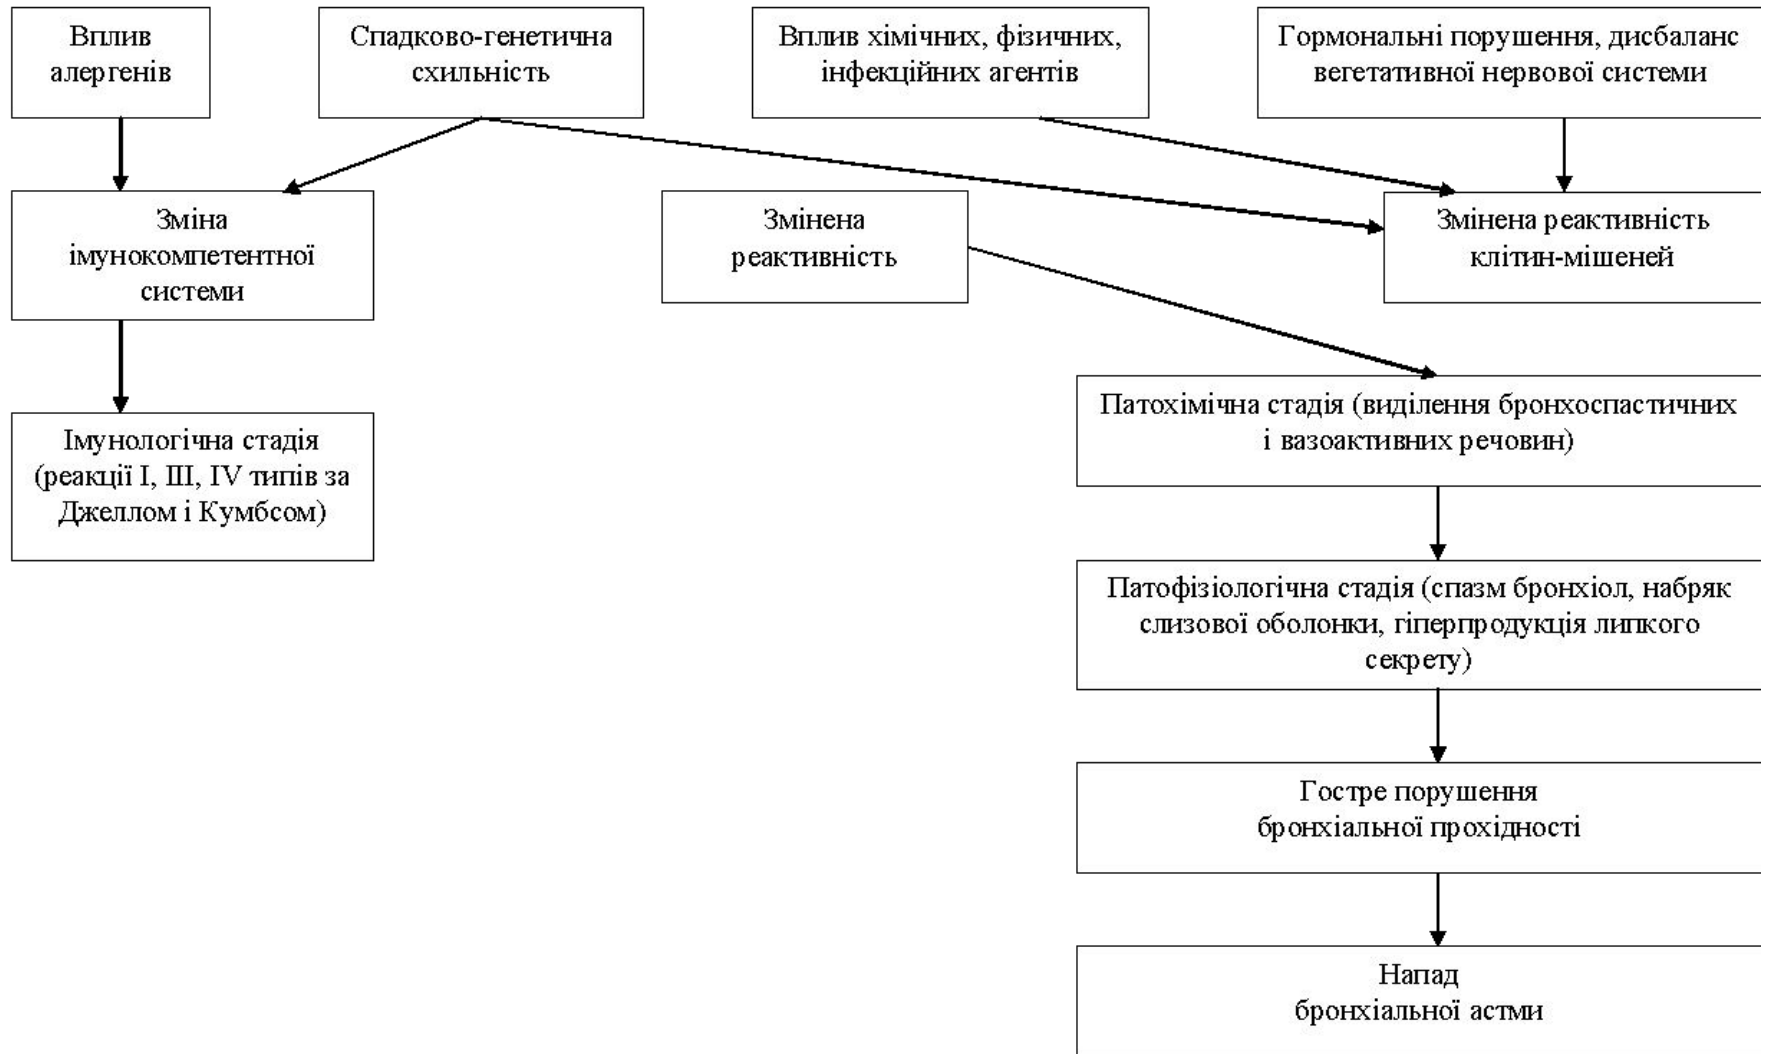 Вплив
алергенів
Спадково-генетична
схильність
Вплив хімічних, фізичних,
інфекційних агентів
Гормональні порушення, дисбаланс
вегетативної нервової системи
Зміна
імунокомпетентної
системи
Змінена
реактивність
Змінена реактивність
клітин-мішеней
Патохімічна стадія (виділення бронхоспастичних
і вазоактивних речовин)
Імунологічна стадія
(реакції I, III, IV типів за
Джеллом і Кумбсом)
Патофізіологічна стадія (спазм бронхіол, набряк
слизової оболонки, гіперпродукція липкого
секрету)
Гостре порушення
бронхіальної прохідності
Напад
бронхіальної астми